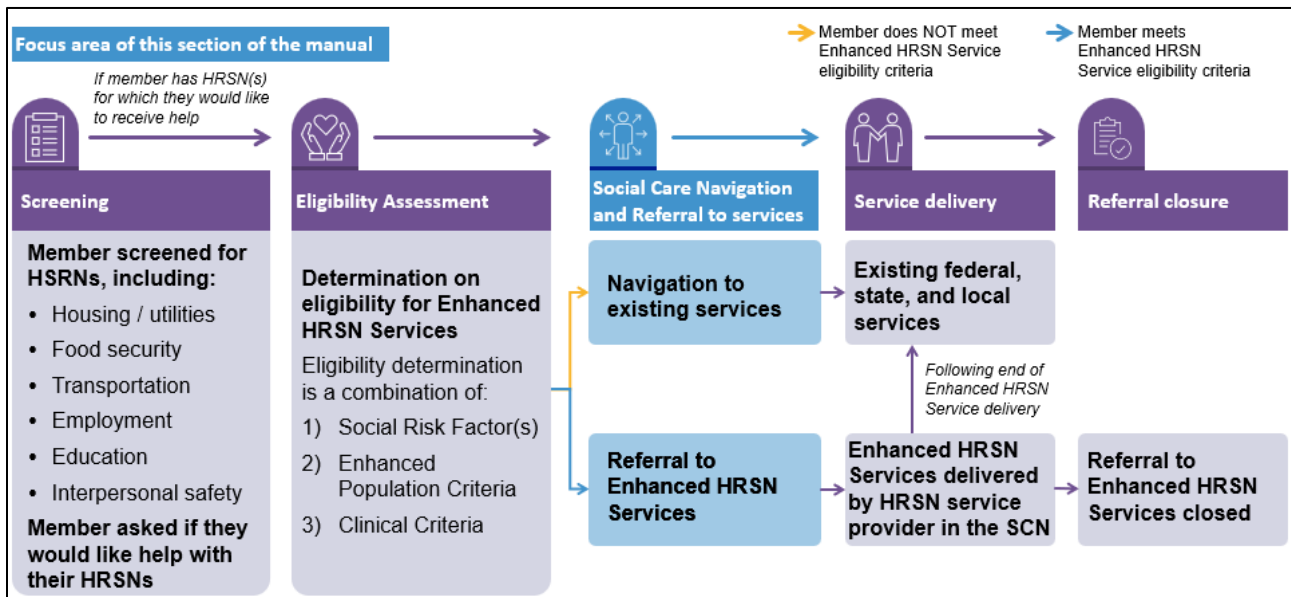 Focus area of this section of the manual
If member has HRSN(s)
for which they would like
to receive help
Member does NOT meet
Enhanced HRSN Service
eligibility criteria
Member meets
Enhanced HRSN
Service eligibility criteria
Screening
Eligibility Assessment
Social Care Navigation
and Referral to services
Service delivery
Referral closure
Member screened for
HSRNs, including:
• Housing / utilities
• Food security
• Transportation
• Employment
• Education
• Interpersonal safety
Member asked if they
would like help with
their HRSNs
Determination on
eligibility for Enhanced
HRSN Services
Eligibility determination
is a combination of:
1) Social Risk Factor(s)
2) Enhanced
Population Criteria
3) Clinical Criteria
Navigation to
existing services
Existing federal,
state, and local
services
Following end of
Enhanced HRSN
Service delivery
Referral to
Enhanced HRSN
Services
Enhanced HRSN
Services delivered
by HRSN service
provider in the SCN
Referral to
Enhanced HRSN
Services closed